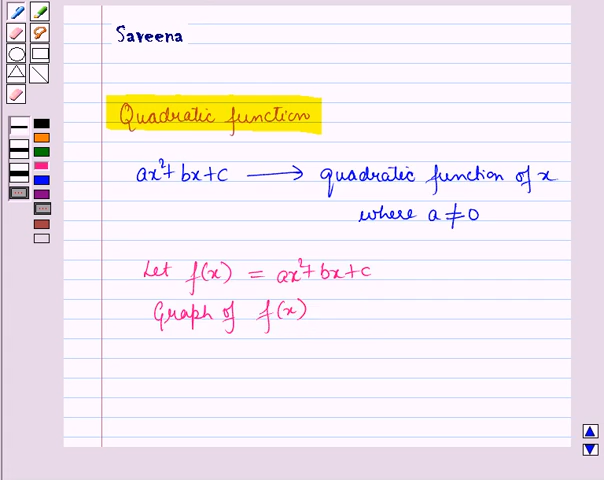 Saveena
Quadratic function
ax²+bx+c ⟶ quadratic function of x
where a≠0
Let f(x) = ax²+bx+c
Graph of f(x)